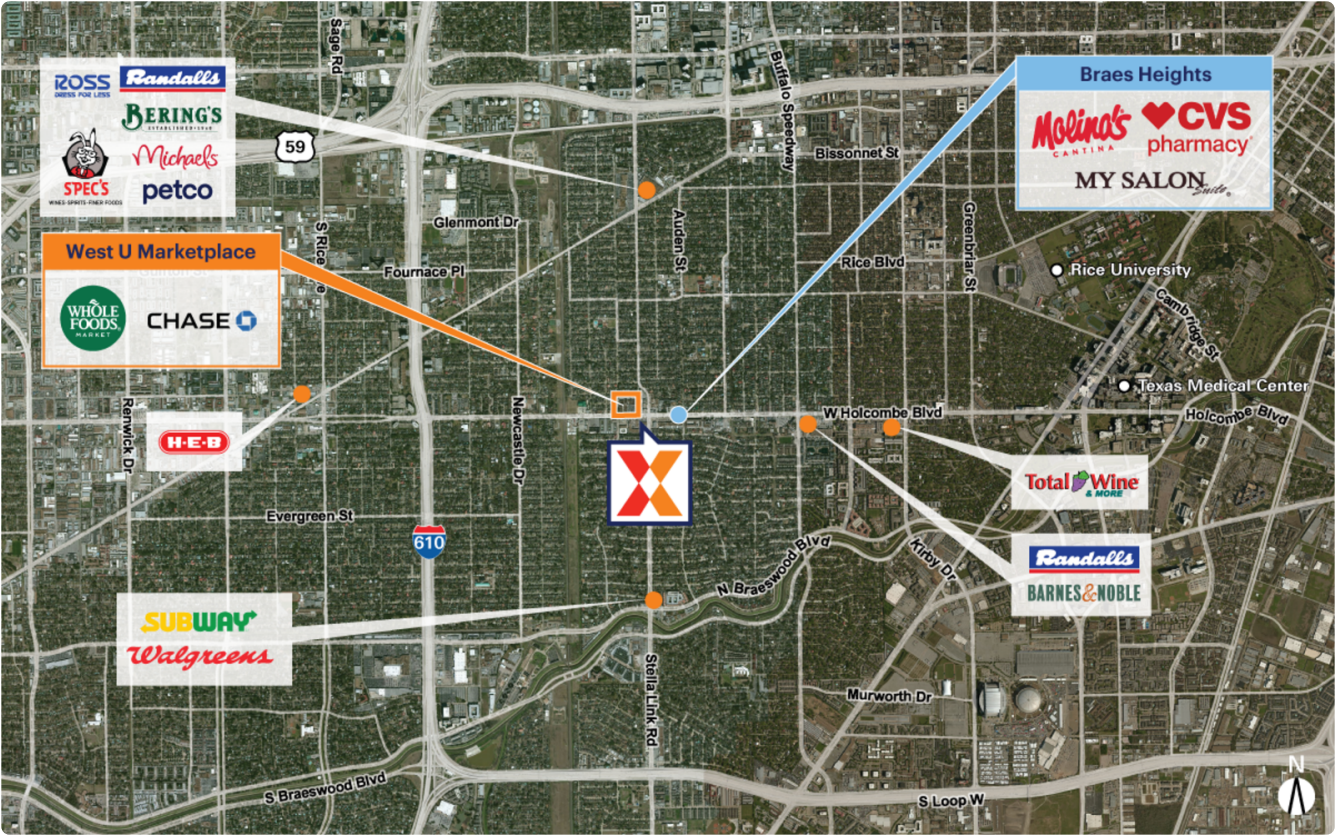 Sage Rd
Buffalo Speedway
ROSS
DRESS FOR LESS
Randalls
BERING'S
ESTABLISHED 1940
SPEC'S
WINES·SPIRITS·FINER FOODS
Michaels
petco
59
Braes Heights
Molina's
CANTINA
CVS
pharmacy
MY SALON
Suite
Bissonnet St
Glenmont Dr
Auden St
Greenbriar St
West U Marketplace
WHOLE
FOODS
MARKET
CHASE
S Rice
Fournace Pl
Rice Blvd
Rice University
Cambridge St
Texas Medical Center
Renwick Dr
H-E-B
Newcastle Dr
W Holcombe Blvd
Holcombe Blvd
Total Wine
& MORE
Evergreen St
610
N Braeswood Blvd
Kirby Dr
Randalls
BARNES & NOBLE
SUBWAY
Walgreens
Stella Link Rd
Murworth Dr
S Braeswood Blvd
S Loop W
N